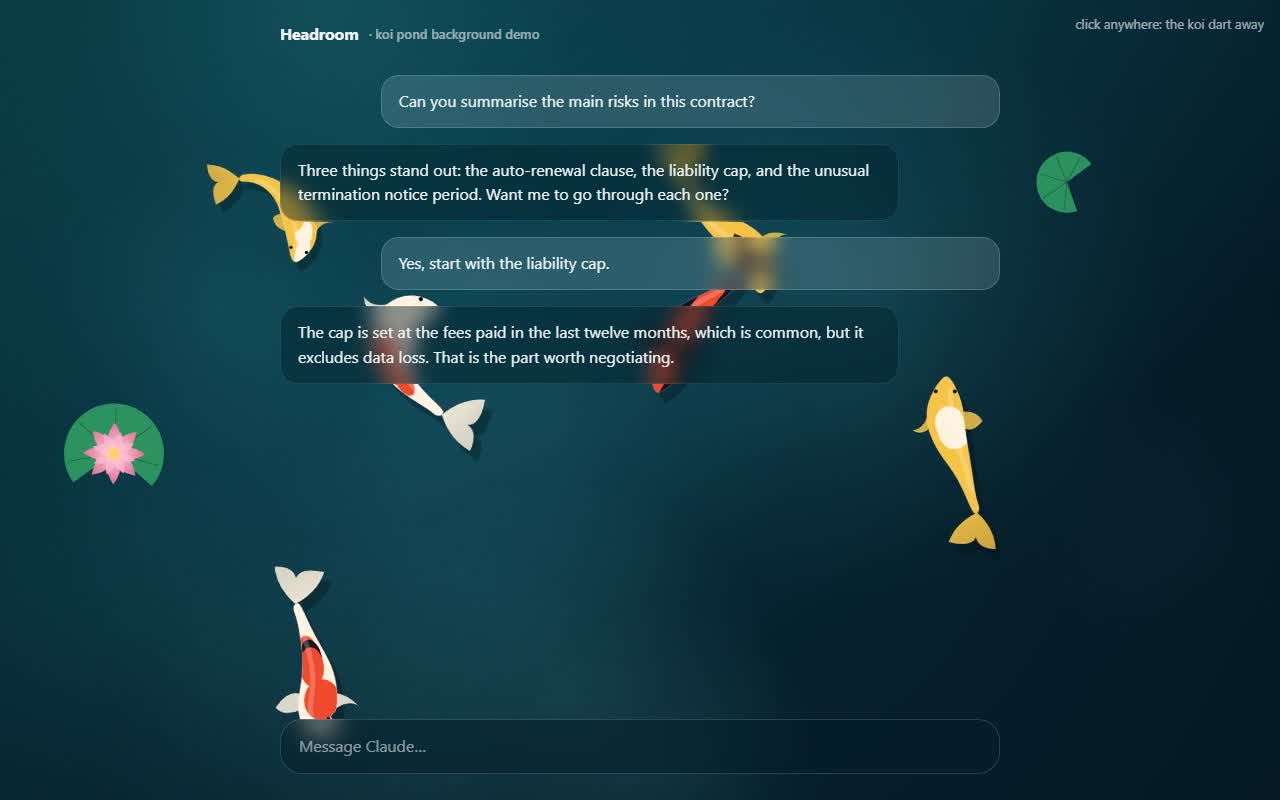 Headroom · koi pond background demo
click anywhere: the koi dart away
Can you summarise the main risks in this contract?
Three things stand out: the auto-renewal clause, the liability cap, and the unusual
termination notice period. Want me to go through each one?
Yes, start with the liability cap.
The cap is set at the fees paid in the last twelve months, which is common, but it
excludes data loss. That is the part worth negotiating.
Message Claude...